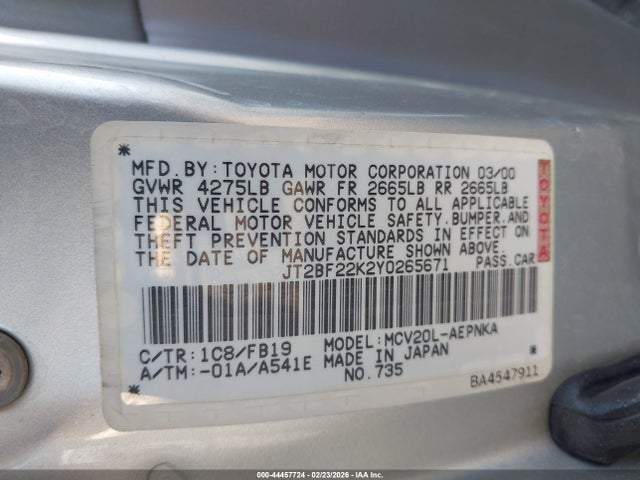 MFD. BY: TOYOTA MOTOR CORPORATION 03/00
GVWR 4275LB GAWR FR 2665LB RR 2665LB
THIS VEHICLE CONFORMS TO ALL APPLICABLE
FEDERAL MOTOR VEHICLE SAFETY, BUMPER, AND
THEFT PREVENTION STANDARDS IN EFFECT ON
THE DATE OF MANUFACTURE SHOWN ABOVE.
JT2BF22K2Y0265671 PASS. CAR
TOYOTA
C/TR: 1C8/FB19 MODEL: MCV20L-AEPNKA
A/TM: -01A/A541E MADE IN JAPAN
NO. 735 BA4547911
000-44457724 | 02/23/2026 - COPYRIGHT IAA, LLC.